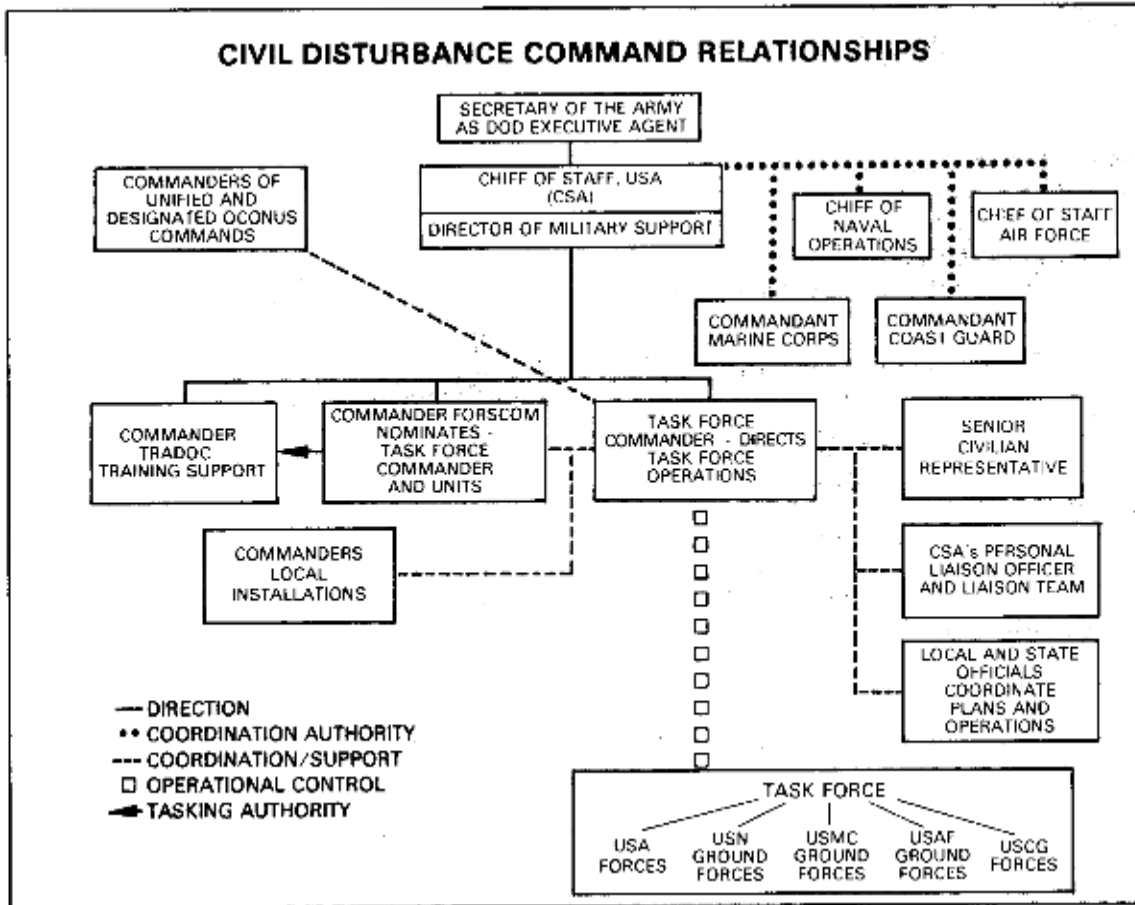 CIVIL DISTURBANCE COMMAND RELATIONSHIPS
SECRETARY OF THE ARMY
AS DOD EXECUTIVE AGENT
COMMANDERS OF
UNIFIED AND
DESIGNATED OCONUS
COMMANDS
CHIEF OF STAFF, USA
(CSA)
DIRECTOR OF MILITARY SUPPORT
CHIEF OF
NAVAL
OPERATIONS
CHIEF OF STAFF
AIR FORCE
COMMANDANT
MARINE CORPS
COMMANDANT
COAST GUARD
COMMANDER
TRADOC
TRAINING SUPPORT
COMMANDER FORSCOM
NOMINATES -
TASK FORCE
COMMANDER
AND UNITS
TASK FORCE
COMMANDER - DIRECTS
TASK FORCE
OPERATIONS
SENIOR
CIVILIAN
REPRESENTATIVE
COMMANDERS
LOCAL
INSTALLATIONS
CSA's PERSONAL
LIAISON OFFICER
AND LIAISON TEAM
LOCAL AND STATE
OFFICIALS
COORDINATE
PLANS AND
OPERATIONS
DIRECTION
COORDINATION AUTHORITY
COORDINATION/SUPPORT
OPERATIONAL CONTROL
TASKING AUTHORITY
TASK FORCE
USA
FORCES
USN
GROUND
FORCES
USMC
GROUND
FORCES
USAF
GROUND
FORCES
USCG
FORCES